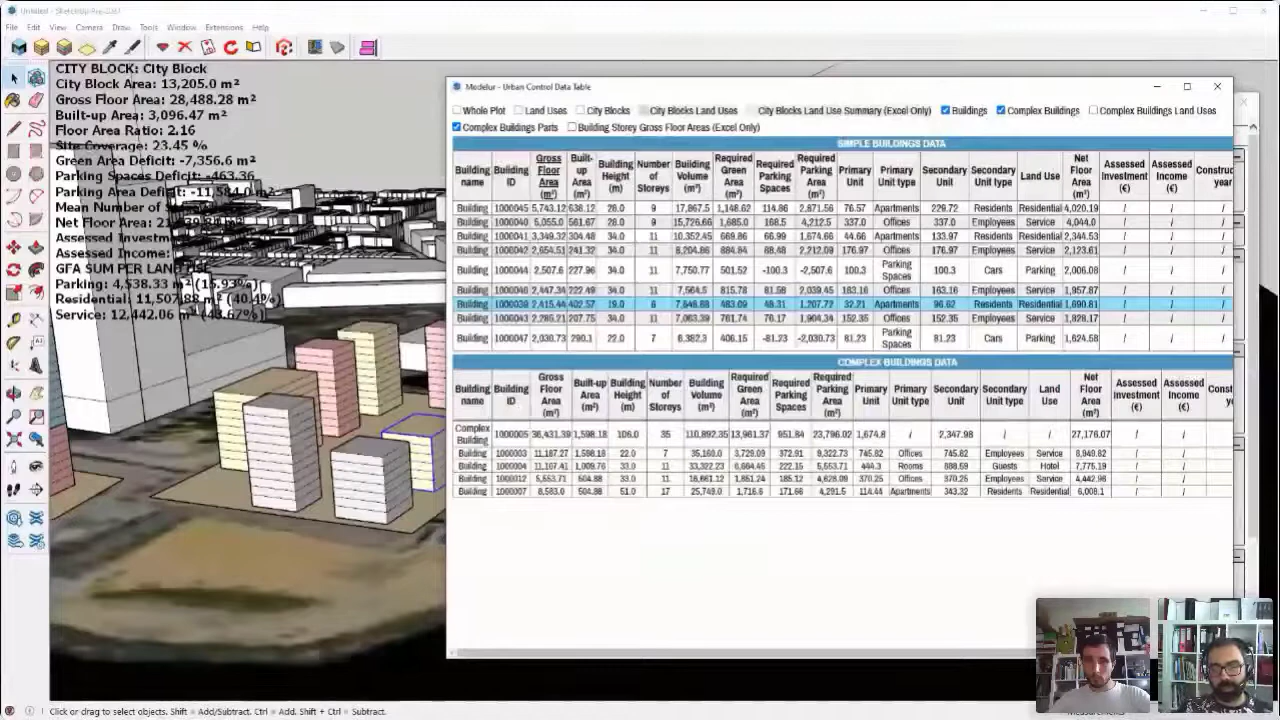 Untitled - SketchUp Pro 2021
File Edit View Camera Draw Tools Window Extensions Help
CITY BLOCK: City Block
City Block Area: 13,205.0 m²
Gross Floor Area: 28,488.28 m²
Built-up Area: 3,096.47 m²
Floor Area Ratio: 2.16
Site Coverage: 23.45 %
Green Area Deficit: -7,356.6 m²
Parking Spaces Deficit: -463.36
Parking Area Deficit: -11,584.0 m²
Mean Number of
Net Floor Area:
Assessed Investm
Assessed Income:
GFA SUM PER LAND USE
Parking: 4,538.33 m² (15.93%)
Residential: 11,507.88 m² (40.4%)
Service: 12,442.06 m² (43.67%)
Modelur - Urban Control Data Table
Whole Plot Land Uses City Blocks City Blocks Land Uses City Blocks Land Use Summary (Excel Only) Buildings Complex Buildings Complex Buildings Land Uses
Complex Buildings Parts Building Storey Gross Floor Areas (Excel Only)
SIMPLE BUILDINGS DATA
Building name Building ID Gross Floor Area (m²) Built-up Area (m²) Building Height (m) Number of Storeys Building Volume (m³) Required Green Area (m²) Required Parking Spaces Required Parking Area (m²) Primary Unit Primary Unit type Secondary Unit Secondary Unit type Land Use Net Floor Area (m²) Assessed Investment (€) Assessed Income (€) Construc year
Building 1000045 5,743.12 638.12 28.0 9 17,867.5 1,148.62 114.86 2,871.56 76.57 Apartments 229.72 Residents Residential 4,020.19 / /
Building 1000040 5,055.0 561.67 28.0 9 15,726.66 1,685.0 168.5 4,212.5 337.0 Offices 337.0 Employees Service 4,044.0 / /
Building 1000041 3,349.32 304.48 34.0 11 10,352.45 669.86 66.99 1,674.66 44.66 Apartments 133.97 Residents Residential 2,344.53 / /
Building 1000042 2,654.51 241.32 34.0 11 8,204.86 884.84 88.48 2,212.09 176.97 Offices 176.97 Employees Service 2,123.61 / /
Building 1000044 2,507.6 227.96 34.0 11 7,750.77 501.52 -100.3 -2,507.6 100.3 Parking Spaces 100.3 Cars Parking 2,006.08 / /
Building 1000046 2,447.34 222.49 34.0 11 7,564.5 815.78 81.58 2,039.45 163.16 Offices 163.16 Employees Service 1,957.87 / /
Building 1000039 2,415.44 402.57 19.0 6 7,648.88 483.09 48.31 1,207.72 32.21 Apartments 96.62 Residents Residential 1,690.81 / /
Building 1000043 2,285.21 207.75 34.0 11 7,063.39 761.74 76.17 1,904.34 152.35 Offices 152.35 Employees Service 1,828.17 / /
Building 1000047 2,030.73 290.1 22.0 7 6,382.3 406.15 -81.23 -2,030.73 81.23 Parking Spaces 81.23 Cars Parking 1,624.58 / /
COMPLEX BUILDINGS DATA
Building name Building ID Gross Floor Area (m²) Built-up Area (m²) Building Height (m) Number of Storeys Building Volume (m³) Required Green Area (m²) Required Parking Spaces Required Parking Area (m²) Primary Unit Primary Unit type Secondary Unit Secondary Unit type Land Use Net Floor Area (m²) Assessed Investment (€) Assessed Income (€) Const
Complex Building 1000005 36,431.39 1,598.18 106.0 35 110,892.35 13,961.37 951.84 23,796.02 1,674.8 / 2,347.98 / / 27,176.07 / /
Building 1000003 11,187.27 1,598.18 22.0 7 35,160.0 3,729.09 372.91 9,322.73 745.82 Offices 745.82 Employees Service 8,949.82 / /
Building 1000004 11,107.41 1,009.76 33.0 11 33,322.23 6,664.45 222.15 5,553.71 444.3 Rooms 888.59 Guests Hotel 7,775.19 / /
Building 1000012 5,553.71 504.88 33.0 11 16,661.12 1,851.24 185.12 4,628.09 370.25 Offices 370.25 Employees Service 4,442.96 / /
Building 1000007 8,583.0 504.88 51.0 17 25,749.0 1,716.6 171.66 4,291.5 114.44 Apartments 343.32 Residents Residential 6,008.1 / /
Click or drag to select objects. Shift = Add/Subtract. Ctrl = Add. Shift + Ctrl = Subtract.
Measurements